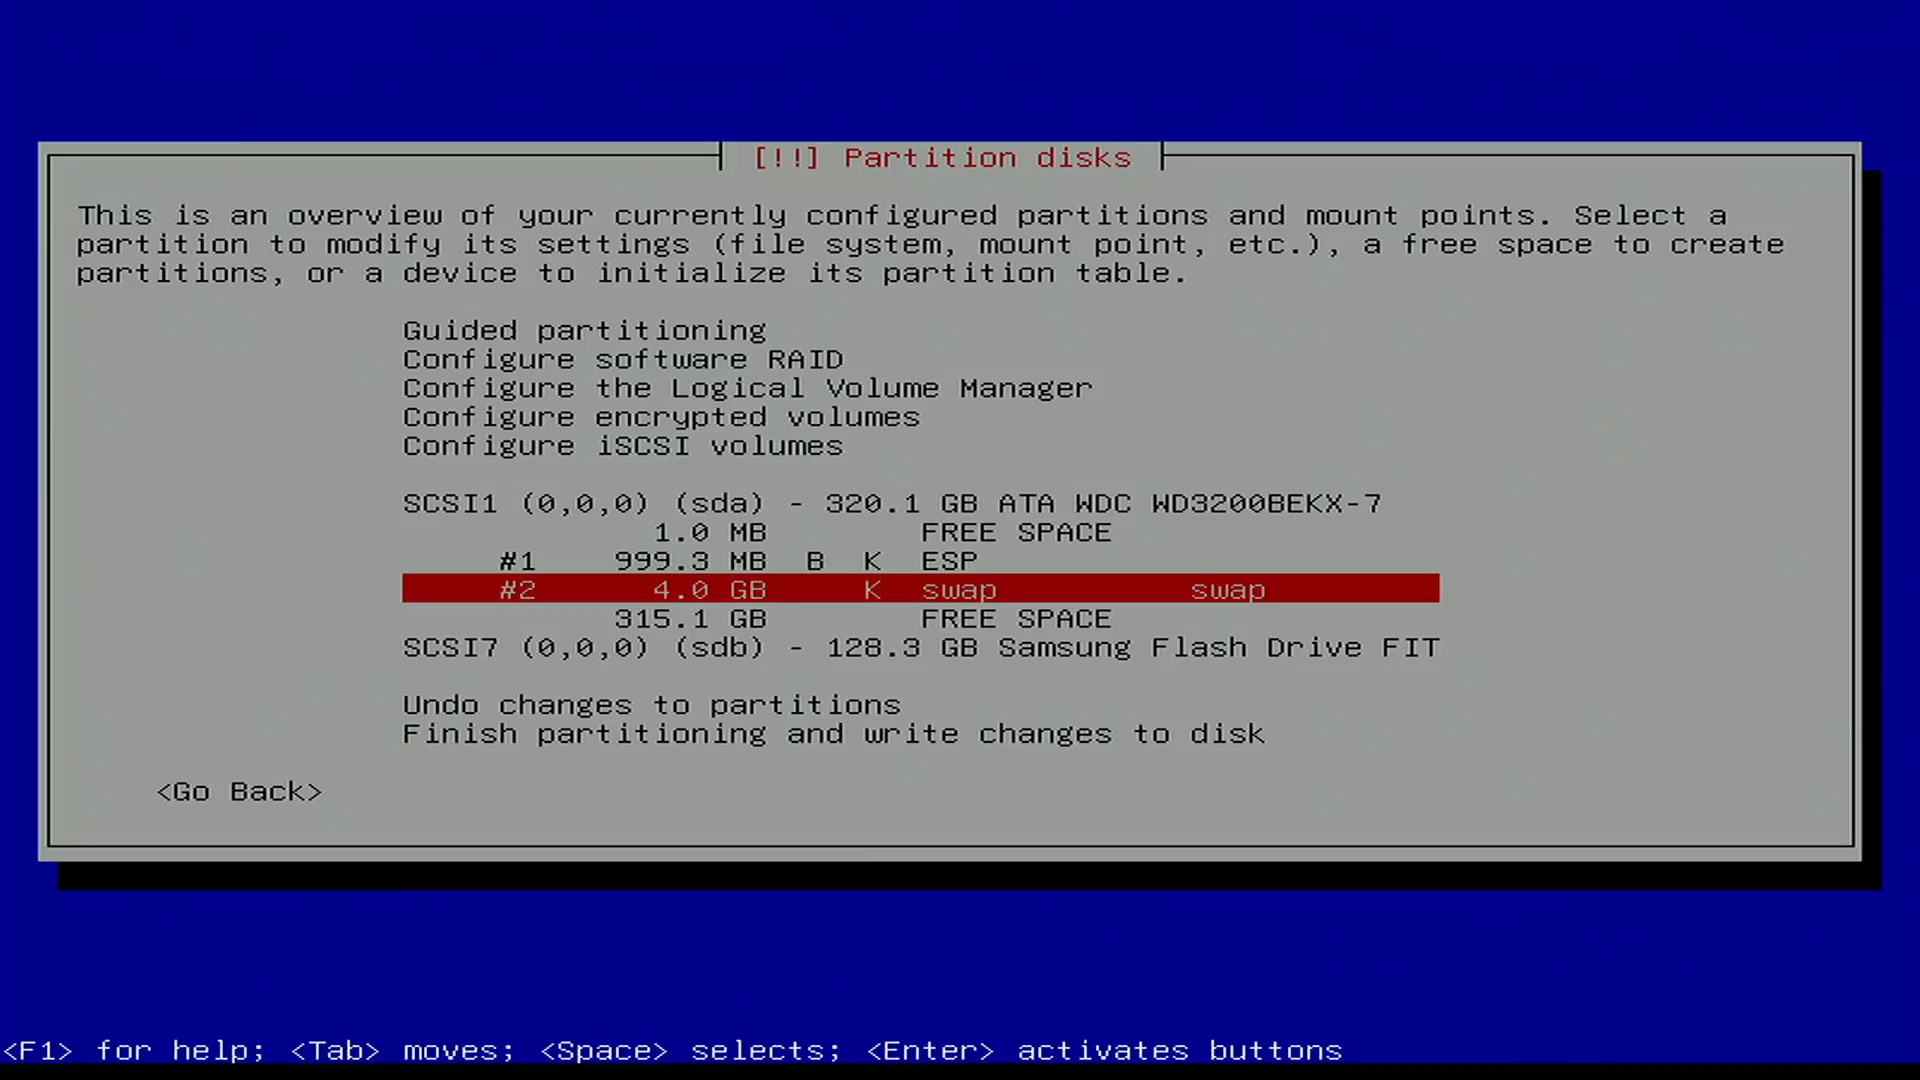 [!!] Partition disks
This is an overview of your currently configured partitions and mount points. Select a
partition to modify its settings (file system, mount point, etc.), a free space to create
partitions, or a device to initialize its partition table.
Guided partitioning
Configure software RAID
Configure the Logical Volume Manager
Configure encrypted volumes
Configure iSCSI volumes
SCSI1 (0,0,0) (sda) - 320.1 GB ATA WDC WD3200BEKX-7
1.0 MB FREE SPACE
#1 999.3 MB B K ESP
#2 4.0 GB K swap swap
315.1 GB FREE SPACE
SCSI7 (0,0,0) (sdb) - 128.3 GB Samsung Flash Drive FIT
Undo changes to partitions
Finish partitioning and write changes to disk
<Go Back>
<F1> for help; <Tab> moves; <Space> selects; <Enter> activates buttons